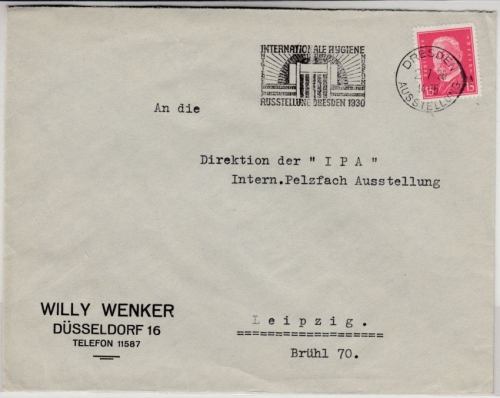 INTERNATIONALE HYGIENE
AUSSTELLUNG DRESDEN 1930
DRESDEN
AUSSTELLUNG
15
An die
Direktion der " I P A "
Intern.Pelzfach Ausstellung
WILLY WENKER
DÜSSELDORF 16
TELEFON 11587
Leipzig.
Brühl 70.